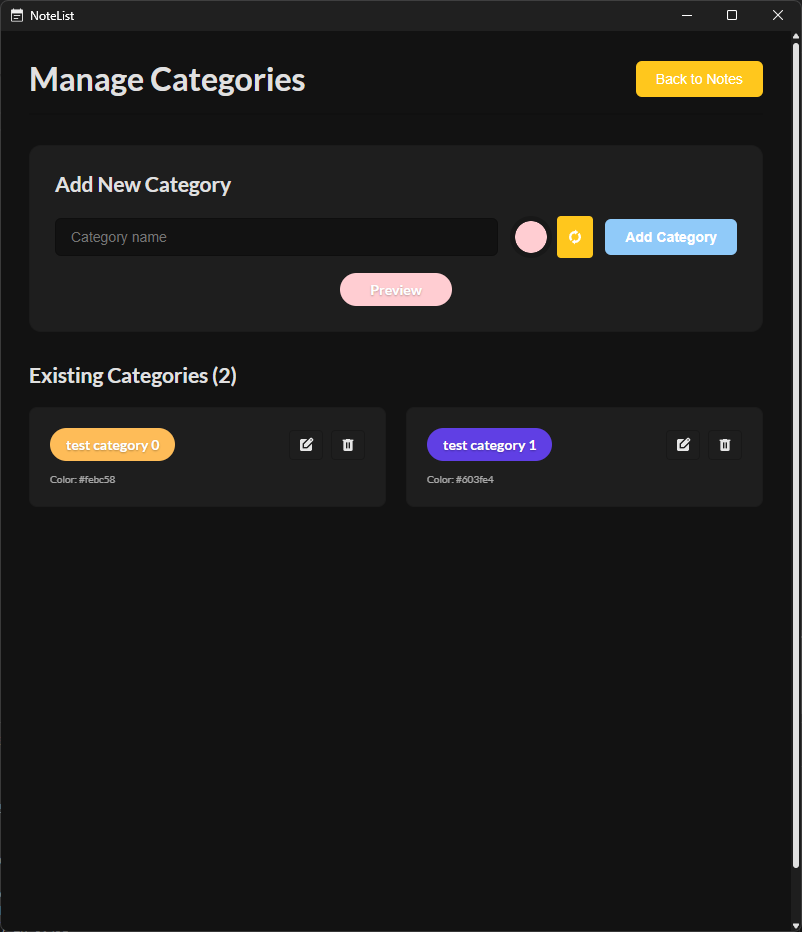 NoteList
Manage Categories
Back to Notes
Add New Category
Category name
Add Category
Preview
Existing Categories (2)
test category 0
Color: #febc58
test category 1
Color: #603fe4